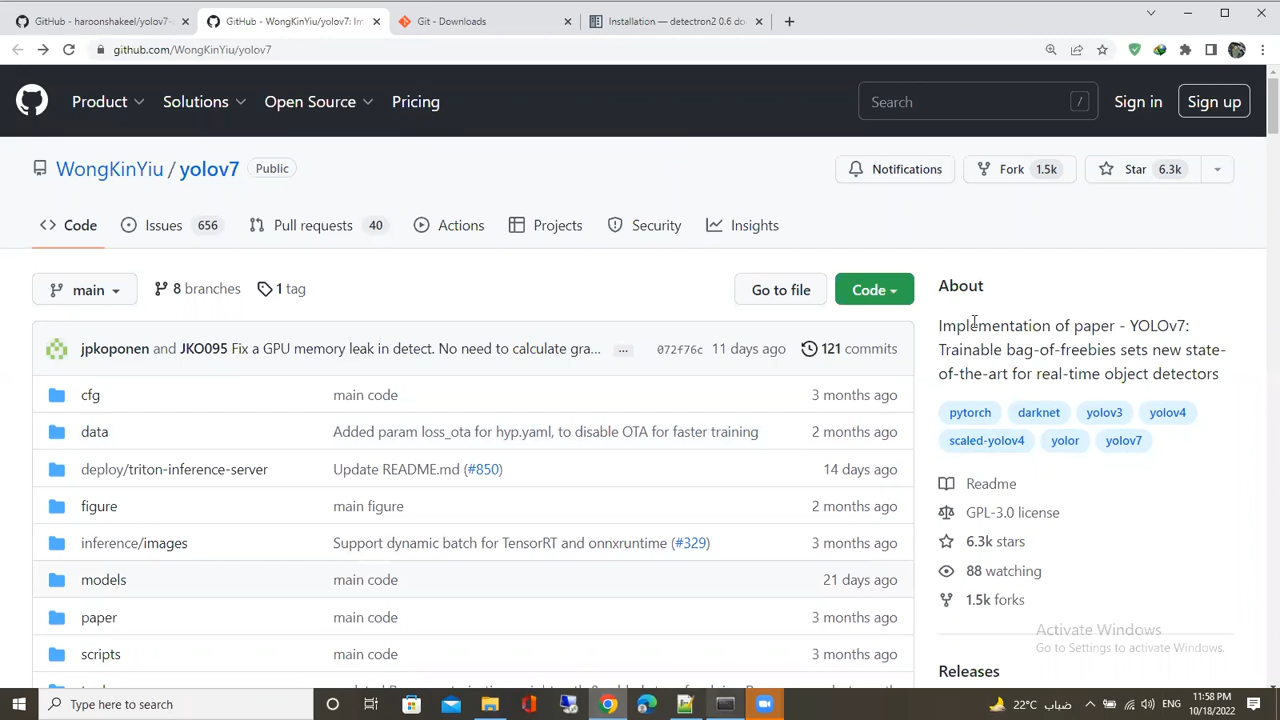 GitHub - haroonshakeel/yolov7-
GitHub - WongKinYiu/yolov7: Im
Git - Downloads
Installation — detectron2 0.6 do
github.com/WongKinYiu/yolov7
Product
Solutions
Open Source
Pricing
Search
/
Sign in
Sign up
WongKinYiu / yolov7
Public
Notifications
Fork 1.5k
Star 6.3k
Code
Issues 656
Pull requests 40
Actions
Projects
Security
Insights
main
8 branches
1 tag
Go to file
Code
jpkoponen and JKO095 Fix a GPU memory leak in detect. No need to calculate gra... ... 072f76c 11 days ago 121 commits
cfg main code 3 months ago
data Added param loss_ota for hyp.yaml, to disable OTA for faster training 2 months ago
deploy/triton-inference-server Update README.md (#850) 14 days ago
figure main figure 2 months ago
inference/images Support dynamic batch for TensorRT and onnxruntime (#329) 3 months ago
models main code 21 days ago
paper main code 3 months ago
scripts main code 3 months ago
About
Implementation of paper - YOLOv7:
Trainable bag-of-freebies sets new state-
of-the-art for real-time object detectors
pytorch darknet yolov3 yolov4
scaled-yolov4 yolor yolov7
Readme
GPL-3.0 license
6.3k stars
88 watching
1.5k forks
Activate Windows
Go to Settings to activate Windows.
Releases
Type here to search
22°C ضباب
ENG
11:58 PM
10/18/2022